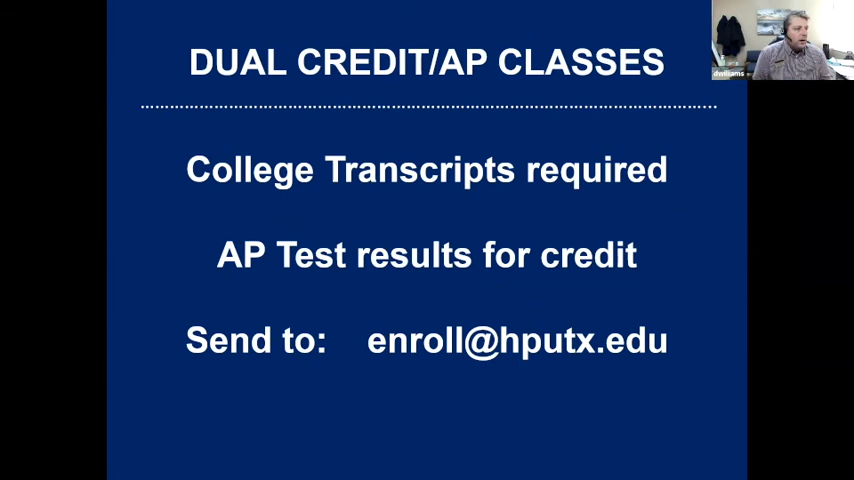 DUAL CREDIT/AP CLASSES
College Transcripts required
AP Test results for credit
Send to: enroll@hputx.edu
dwilliams